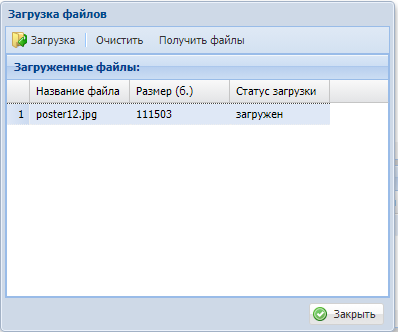 Загрузка файлов
Загрузка Очистить Получить файлы
Загруженные файлы:
Название файла Размер (б.) Статус загрузки
1 poster12.jpg 111503 загружен
Закрыть